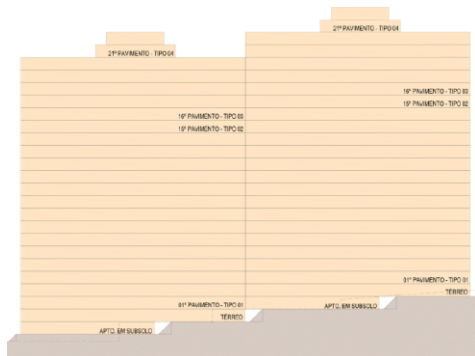 21º PAVIMENTO - TIPO 04
21º PAVIMENTO - TIPO 04
16º PAVIMENTO - TIPO 03
15º PAVIMENTO - TIPO 02
16º PAVIMENTO - TIPO 03
15º PAVIMENTO - TIPO 02
01º PAVIMENTO - TIPO 01
TÉRREO
01º PAVIMENTO - TIPO 01
APTO. EM SUBSOLO
TÉRREO
APTO. EM SUBSOLO